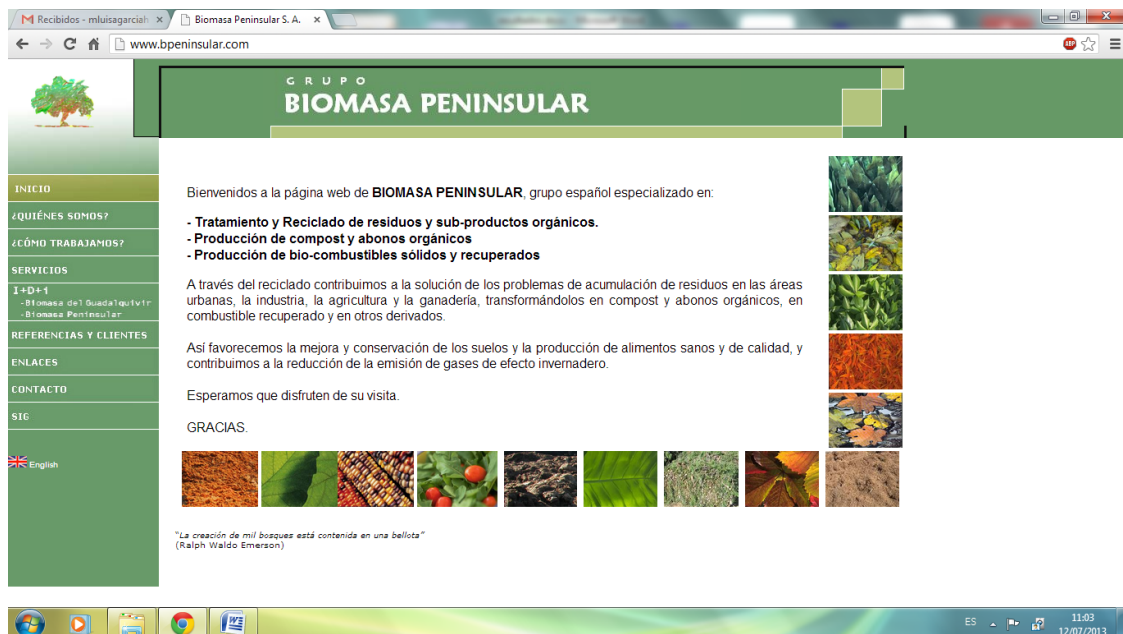 Recibidos - mluisagarciah
Biomasa Peninsular S. A.
www.bpeninsular.com
ABP
GRUPO
BIOMASA PENINSULAR
INICIO
¿QUIÉNES SOMOS?
¿CÓMO TRABAJAMOS?
SERVICIOS
I+D+i
-Biomasa del Guadalquivir
-Biomasa Peninsular
REFERENCIAS Y CLIENTES
ENLACES
CONTACTO
SIG
English
Bienvenidos a la página web de BIOMASA PENINSULAR, grupo español especializado en:
- Tratamiento y Reciclado de residuos y sub-productos orgánicos.
- Producción de compost y abonos orgánicos
- Producción de bio-combustibles sólidos y recuperados
A través del reciclado contribuimos a la solución de los problemas de acumulación de residuos en las áreas
urbanas, la industria, la agricultura y la ganadería, transformándolos en compost y abonos orgánicos, en
combustible recuperado y en otros derivados.
Así favorecemos la mejora y conservación de los suelos y la producción de alimentos sanos y de calidad, y
contribuimos a la reducción de la emisión de gases de efecto invernadero.
Esperamos que disfruten de su visita.
GRACIAS.
"La creación de mil bosques está contenida en una bellota"
(Ralph Waldo Emerson)
ES
11:03
12/07/2013